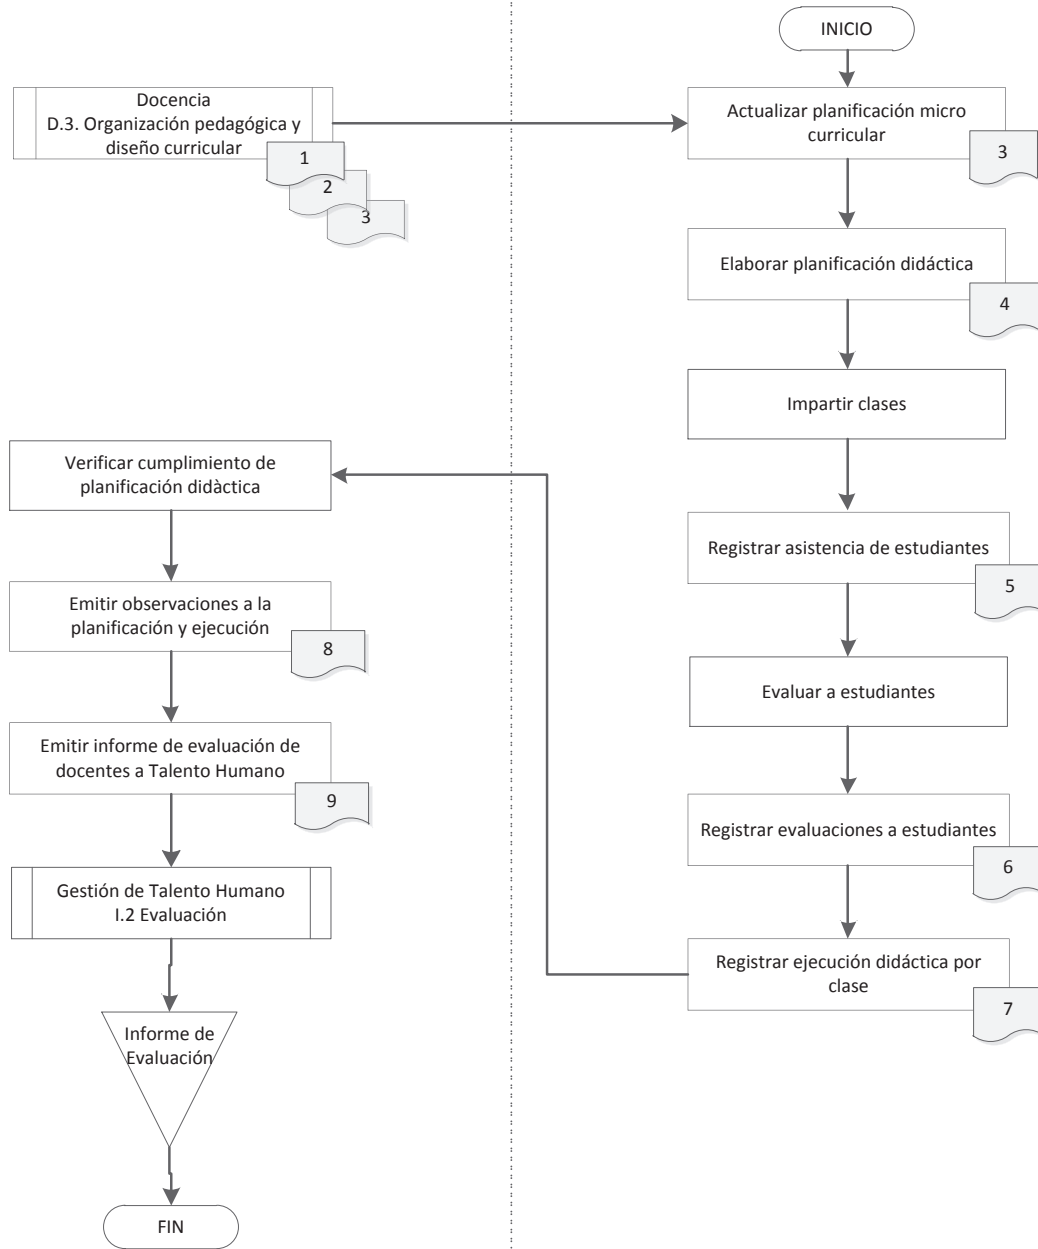 INICIO
Docencia
D.3. Organización pedagógica y
diseño curricular
1
2
3
Actualizar planificación micro
curricular
3
Elaborar planificación didáctica
4
Impartir clases
Registrar asistencia de estudiantes
5
Evaluar a estudiantes
Registrar evaluaciones a estudiantes
6
Registrar ejecución didáctica por
clase
7
Verificar cumplimiento de
planificación didàctica
Emitir observaciones a la
planificación y ejecución
8
Emitir informe de evaluación de
docentes a Talento Humano
9
Gestión de Talento Humano
I.2 Evaluación
Informe de
Evaluación
FIN